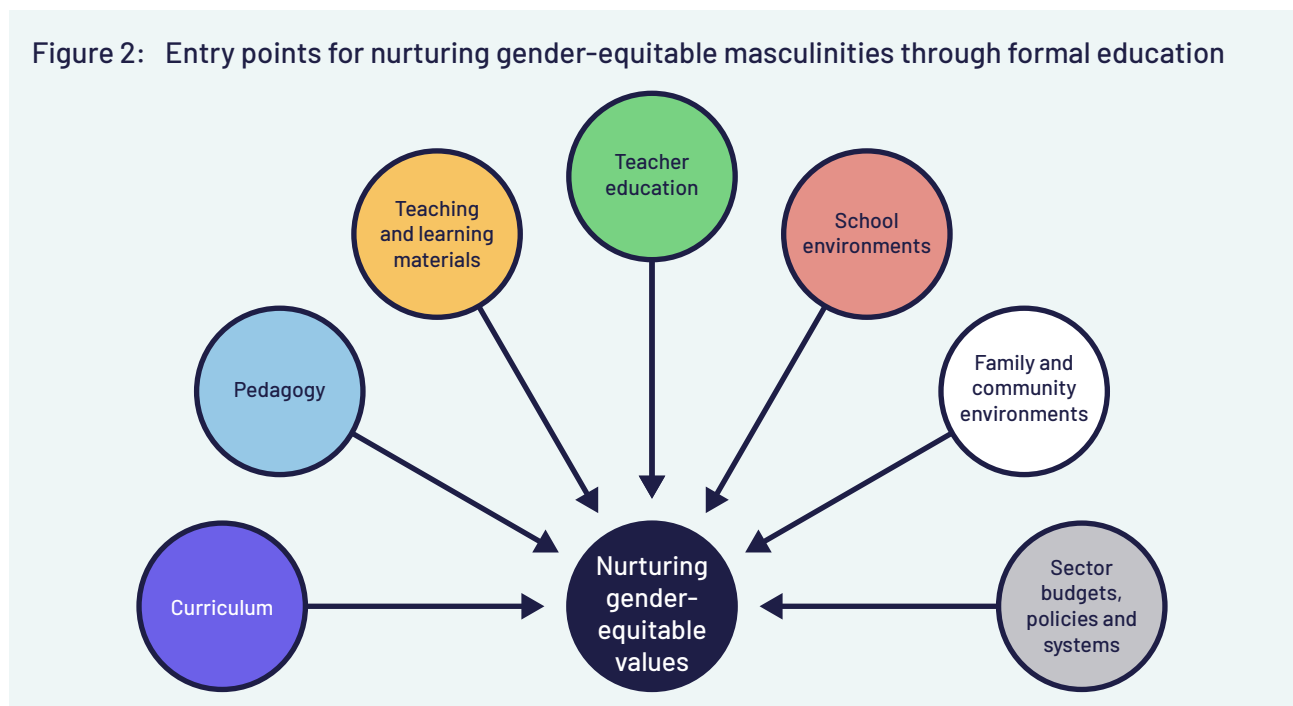 Figure 2: Entry points for nurturing gender-equitable masculinities through formal education
Teacher
education
Teaching
and learning
materials
School
environments
Pedagogy
Family and
community
environments
Curriculum
Nurturing
gender-
equitable
values
Sector
budgets,
policies and
systems